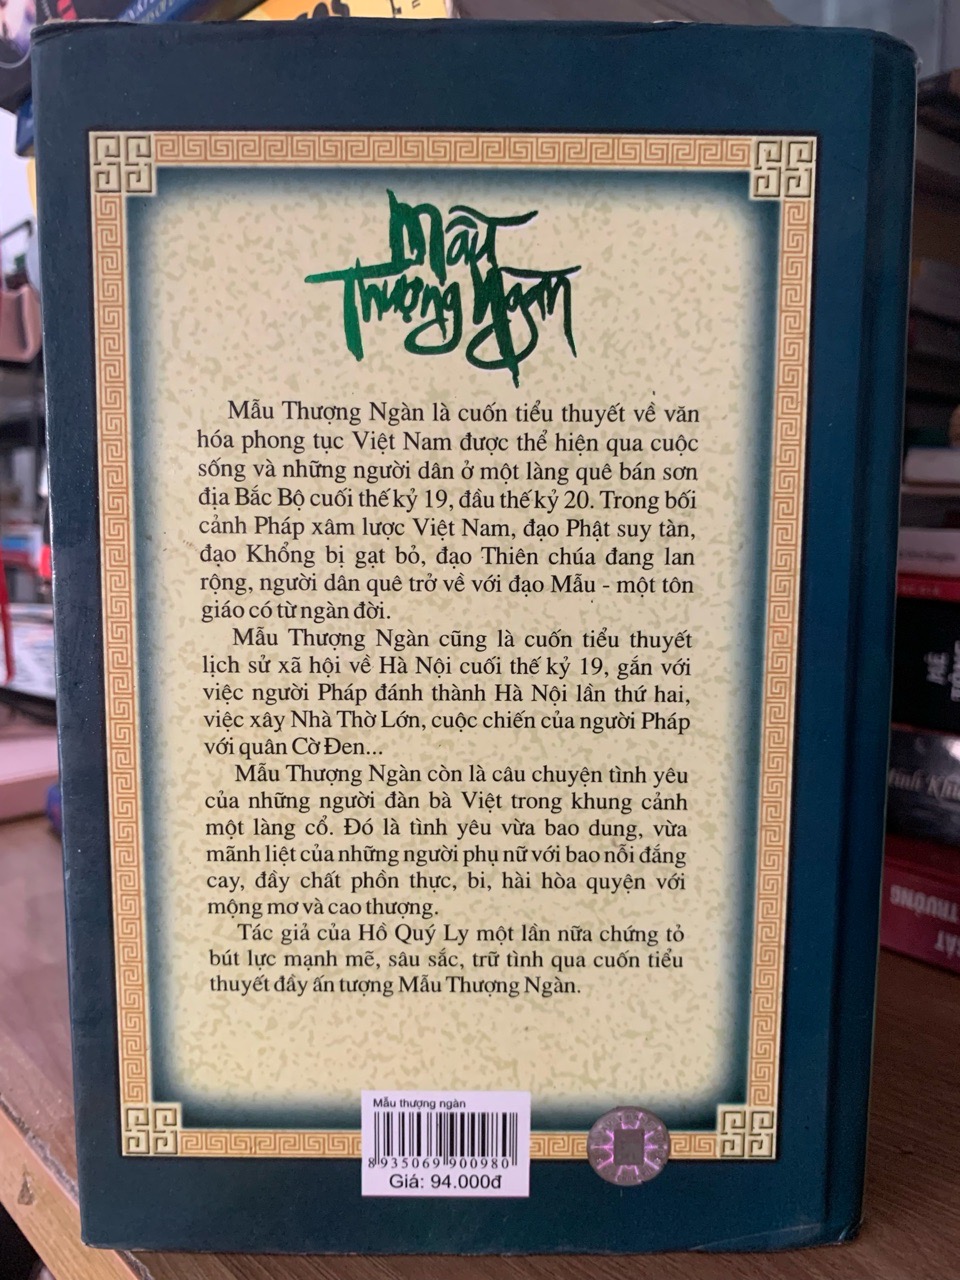 Mẫu
Thượng Ngàn
Mẫu Thượng Ngàn là cuốn tiểu thuyết về văn
hóa phong tục Việt Nam được thể hiện qua cuộc
sống và những người dân ở một làng quê bán sơn
địa Bắc Bộ cuối thế kỷ 19, đầu thế kỷ 20. Trong bối
cảnh Pháp xâm lược Việt Nam, đạo Phật suy tàn,
đạo Khổng bị gạt bỏ, đạo Thiên chúa đang lan
rộng, người dân quê trở về với đạo Mẫu - một tôn
giáo có từ ngàn đời.
Mẫu Thượng Ngàn cũng là cuốn tiểu thuyết
lịch sử xã hội về Hà Nội cuối thế kỷ 19, gắn với
việc người Pháp đánh thành Hà Nội lần thứ hai,
việc xây Nhà Thờ Lớn, cuộc chiến của người Pháp
với quân Cờ Đen...
Mẫu Thượng Ngàn còn là câu chuyện tình yêu
của những người đàn bà Việt trong khung cảnh
một làng cổ. Đó là tình yêu vừa bao dung, vừa
mãnh liệt của những người phụ nữ với bao nỗi đắng
cay, đầy chất phồn thực, bi, hài hòa quyện với
mộng mơ và cao thượng.
Tác giả của Hồ Quý Ly một lần nữa chứng tỏ
bút lực mạnh mẽ, sâu sắc, trữ tình qua cuốn tiểu
thuyết đầy ấn tượng Mẫu Thượng Ngàn.
Mẫu thượng ngàn
8935069900980
Giá: 94.000đ
TRƯỜNG